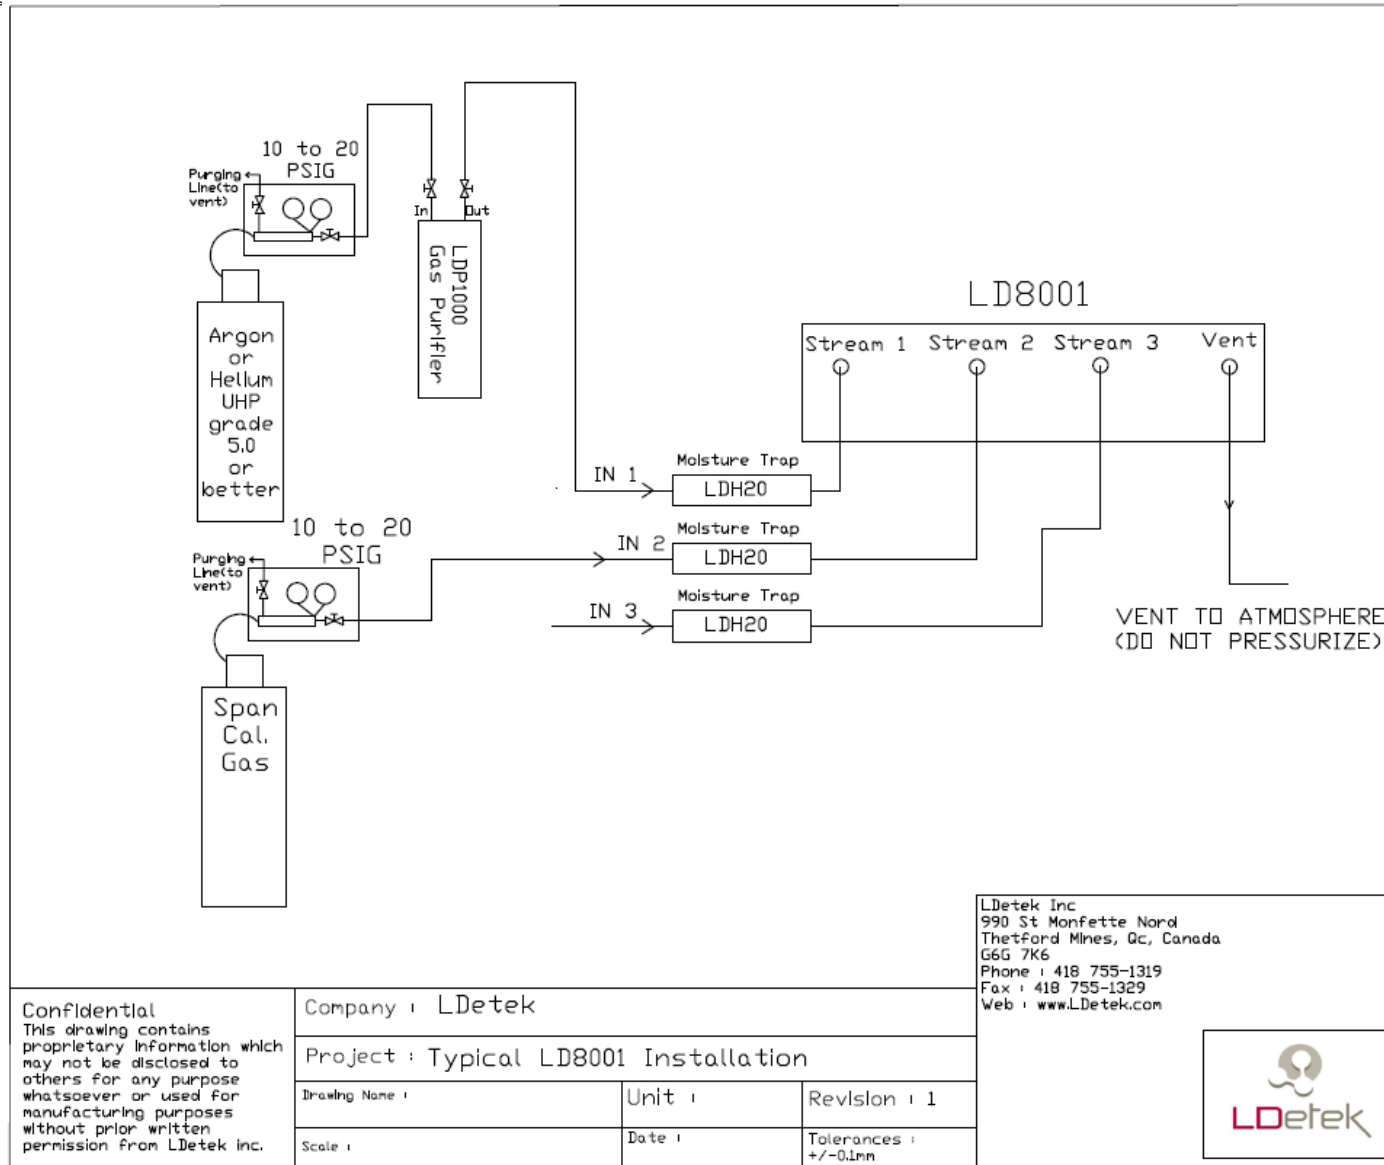 10 to 20
PSIG
Purging
Line(to
vent)
In
Out
LDP1000
Gas Purifier
Argon
or
Helium
UHP
grade
5.0
or
better
LD8001
Stream 1
Stream 2
Stream 3
Vent
Moisture Trap
IN 1
LDH20
10 to 20
PSIG
Moisture Trap
IN 2
LDH20
Purging
Line(to
vent)
Moisture Trap
IN 3
LDH20
VENT TO ATMOSPHERE
(DO NOT PRESSURIZE)
Span
Cal.
Gas
LDetek Inc
990 St Monfette Nord
Thetford Mines, Qc, Canada
G6G 7K6
Phone : 418 755-1319
Fax : 418 755-1329
Web : www.LDetek.com
Confidential
This drawing contains
proprietary information which
may not be disclosed to
others for any purpose
whatsoever or used for
manufacturing purposes
without prior written
permission from LDetek inc.
Company : LDetek
Project : Typical LD8001 Installation
Drawing Name :
Unit :
Revision : 1
Scale :
Date :
Tolerances :
+/-0.1mm
LDetek